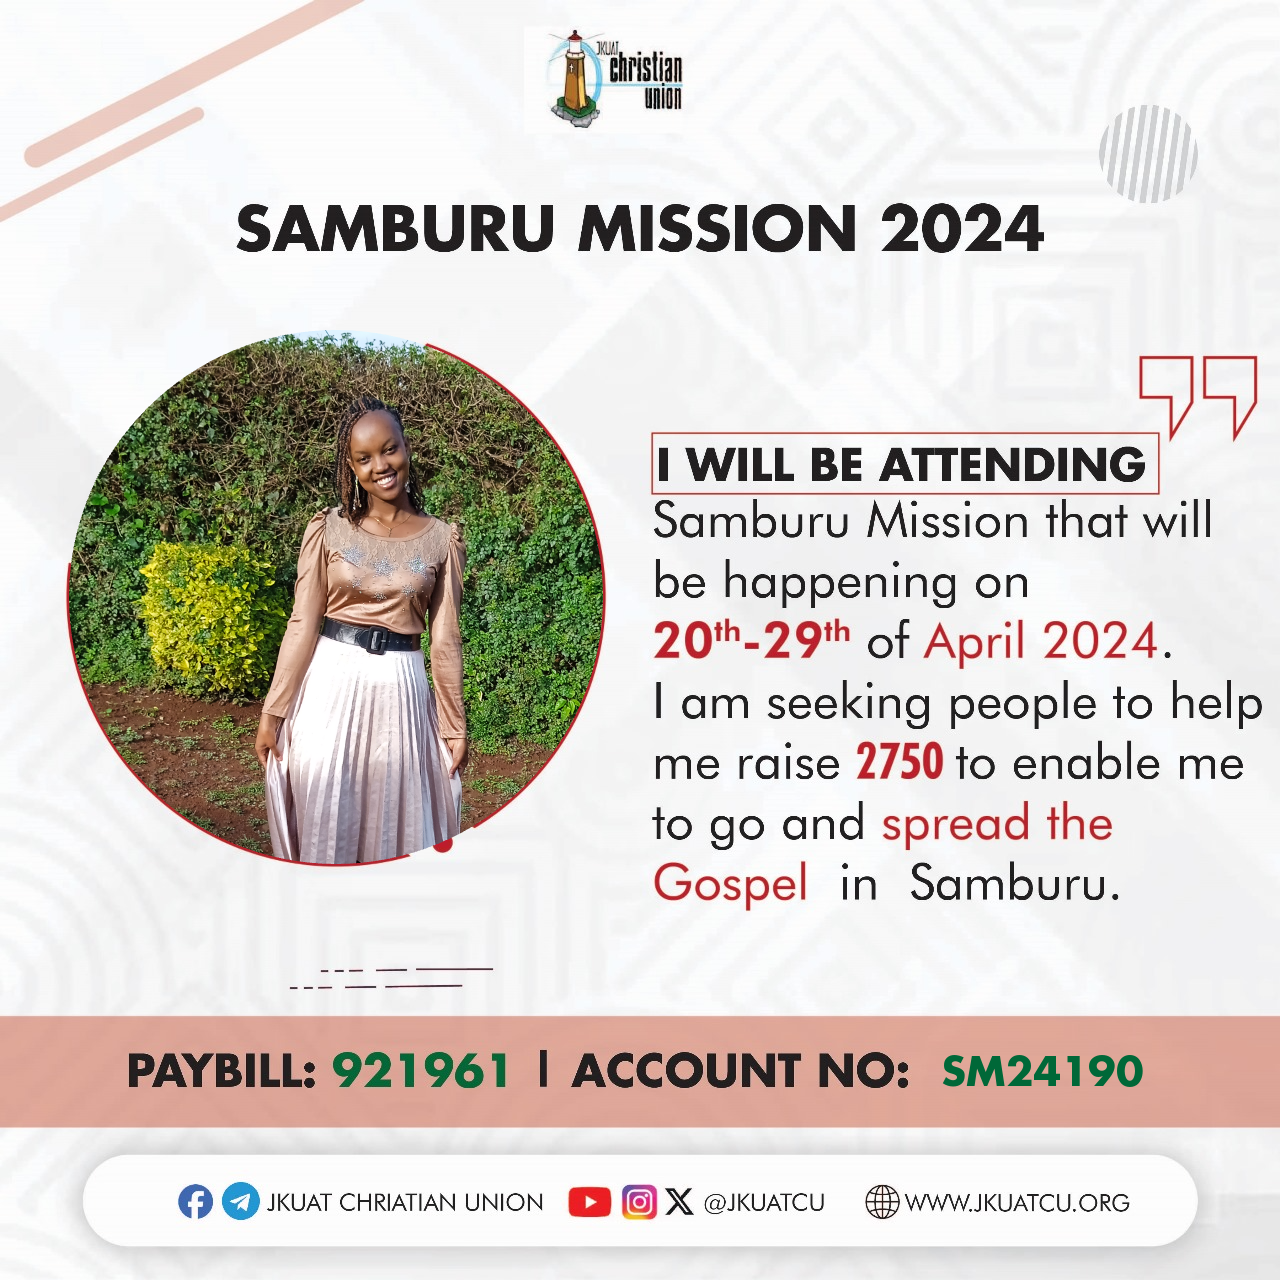 JKUAT
christian
union
SAMBURU MISSION 2024
I WILL BE ATTENDING
Samburu Mission that will
be happening on
20th-29th of April 2024.
I am seeking people to help
me raise 2750 to enable me
to go and spread the
Gospel in Samburu.
PAYBILL: 921961 | ACCOUNT NO: SM24190
JKUAT CHRIATIAN UNION @JKUATCU WWW.JKUATCU.ORG